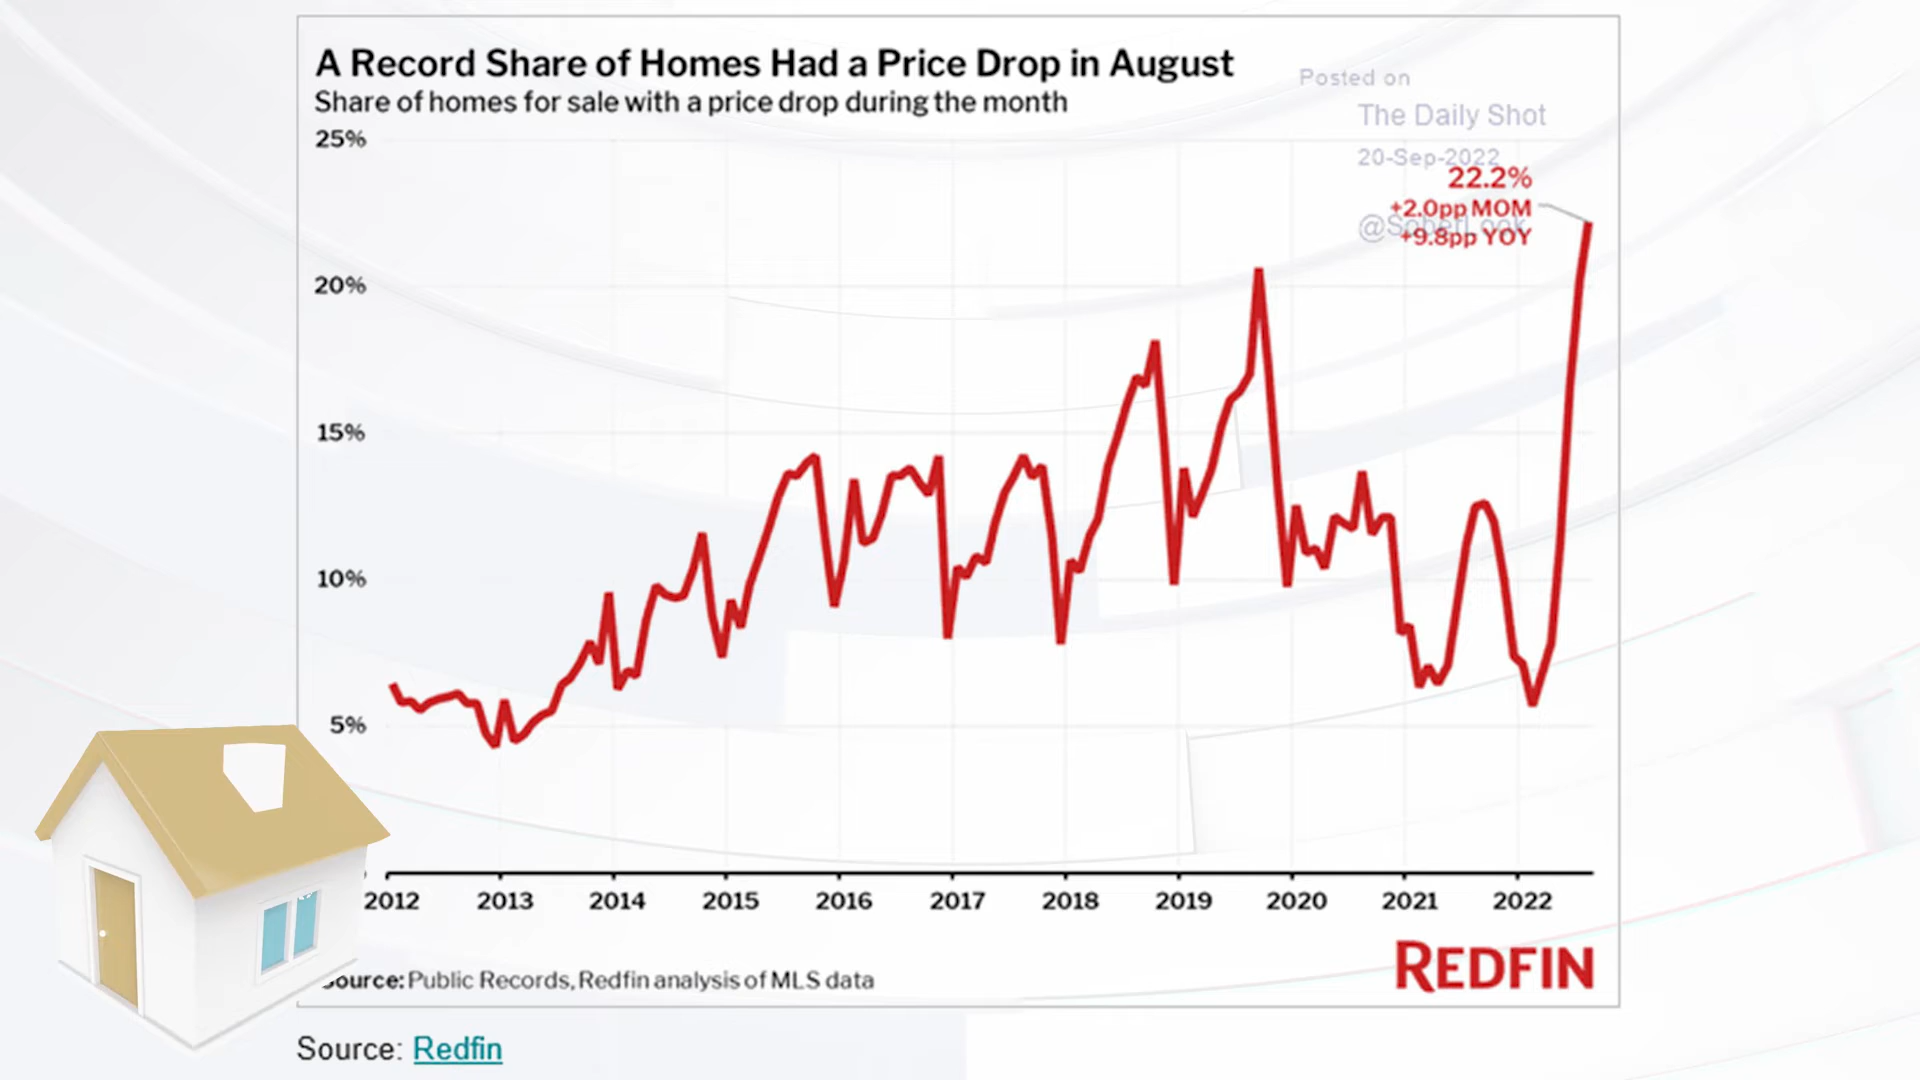 A Record Share of Homes Had a Price Drop in August
Share of homes for sale with a price drop during the month
Posted on
The Daily Shot
20-Sep-2022
@SoberLook
22.2%
+2.0pp MOM
+9.8pp YOY
25%
20%
15%
10%
5%
2012 2013 2014 2015 2016 2017 2018 2019 2020 2021 2022
REDFIN
Source: Public Records, Redfin analysis of MLS data
Source: Redfin